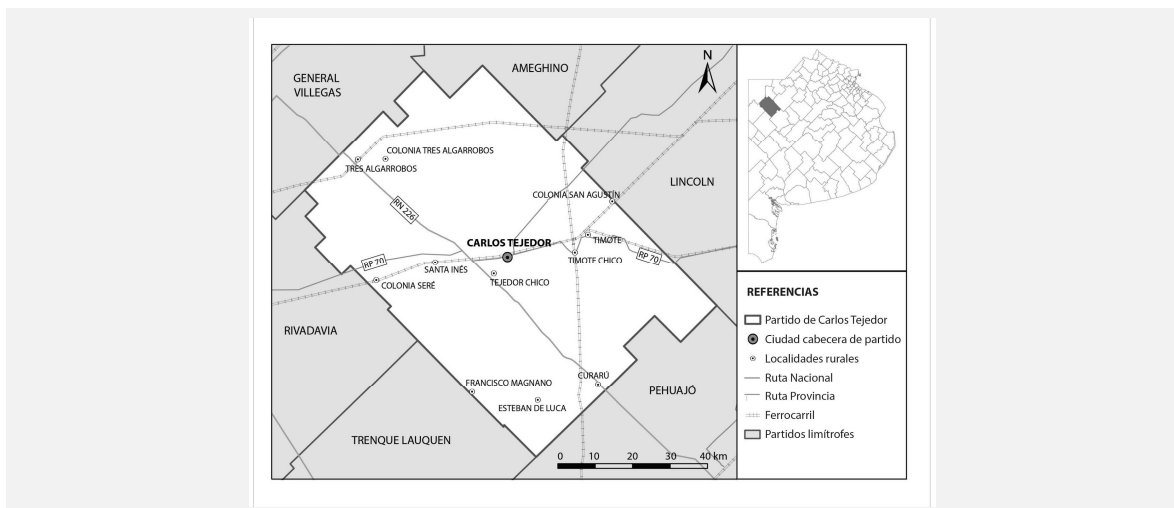 N
GENERAL
VILLEGAS
AMEGHINO
COLONIA TRES ALGARROBOS
TRES ALGARROBOS
LINCOLN
COLONIA SAN AGUSTÍN
RN 226
CARLOS TEJEDOR
TIMOTE
TIMOTE CHICO
RP 70
RP 70
SANTA INÉS
TEJEDOR CHICO
COLONIA SERÉ
RIVADAVIA
FRANCISCO MAGNANO
CURARÚ
PEHUAJÓ
ESTEBAN DE LUCA
TRENQUE LAUQUEN
0 10 20 30 40 km
REFERENCIAS
Partido de Carlos Tejedor
Ciudad cabecera de partido
Localidades rurales
Ruta Nacional
Ruta Provincia
Ferrocarril
Partidos limítrofes